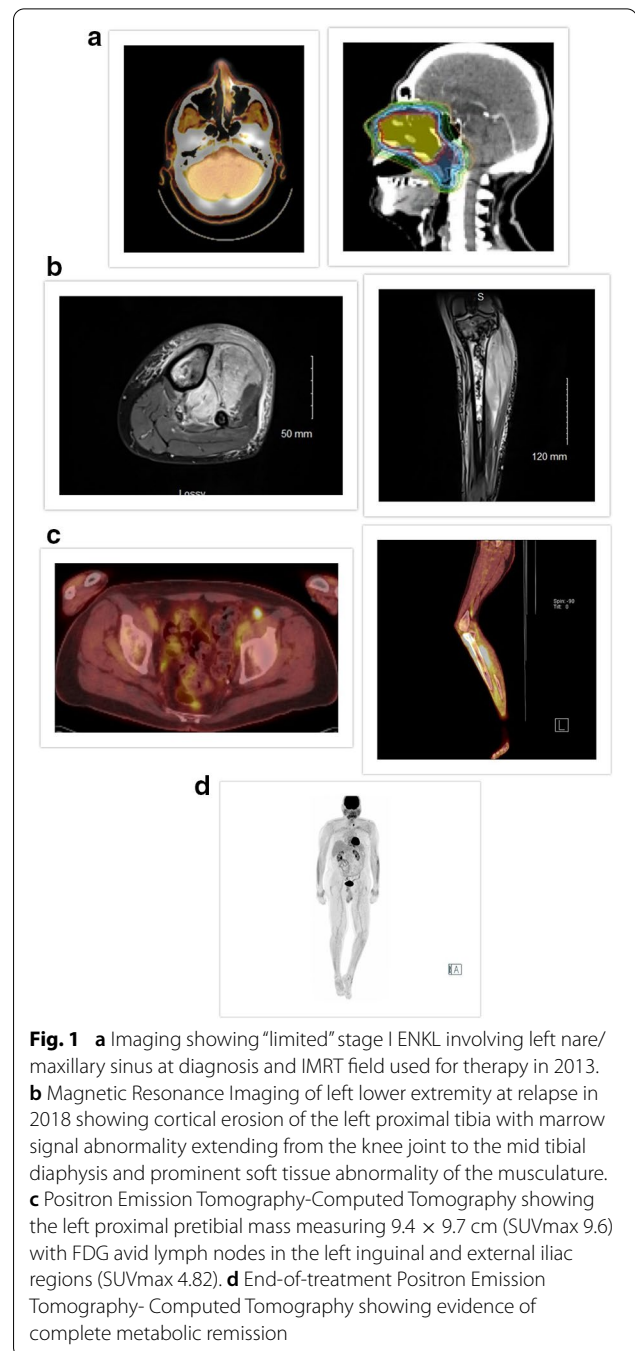 a
b
S
50 mm
Lossy
120 mm
c
Spin: -90
Tilt: 0
L
d
A
Fig. 1 a Imaging showing “limited” stage I ENKL involving left nare/
maxillary sinus at diagnosis and IMRT field used for therapy in 2013.
b Magnetic Resonance Imaging of left lower extremity at relapse in
2018 showing cortical erosion of the left proximal tibia with marrow
signal abnormality extending from the knee joint to the mid tibial
diaphysis and prominent soft tissue abnormality of the musculature.
c Positron Emission Tomography-Computed Tomography showing
the left proximal pretibial mass measuring 9.4 × 9.7 cm (SUVmax 9.6)
with FDG avid lymph nodes in the left inguinal and external iliac
regions (SUVmax 4.82). d End-of-treatment Positron Emission
Tomography- Computed Tomography showing evidence of
complete metabolic remission